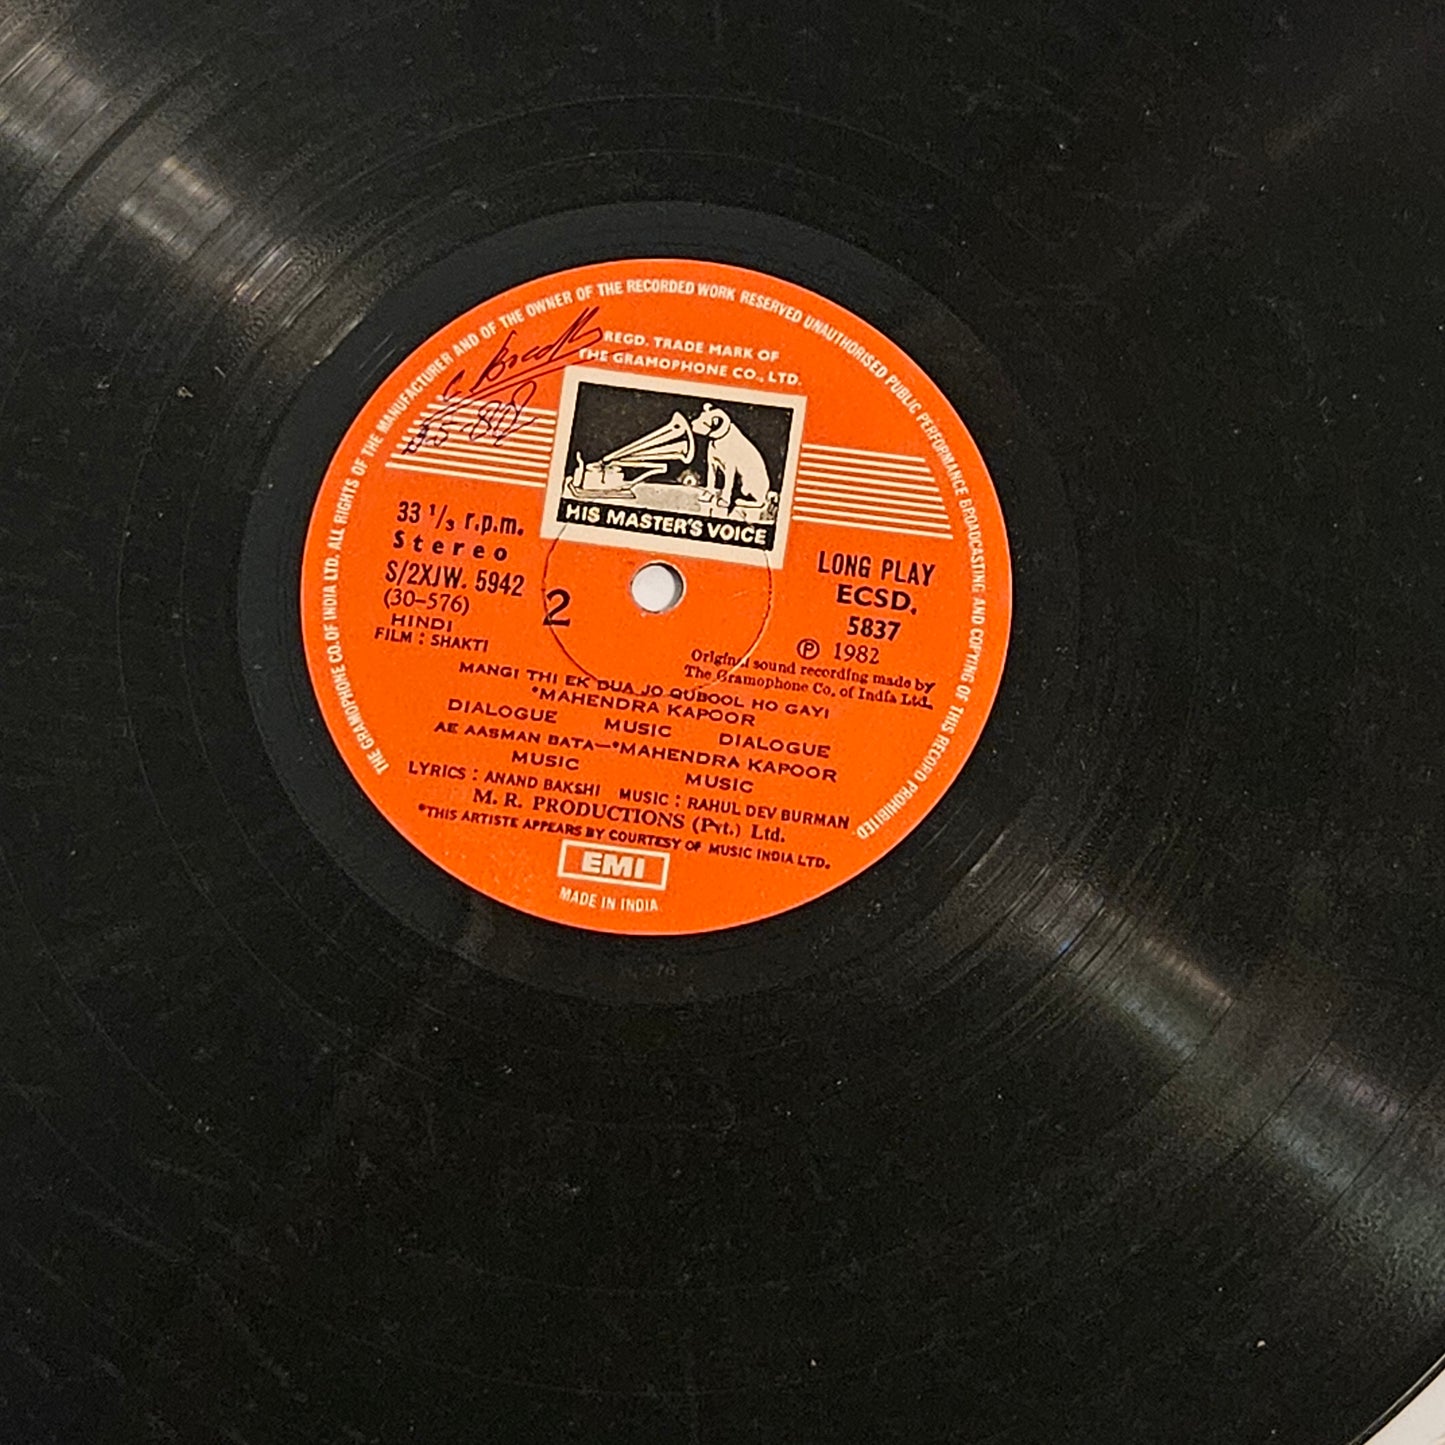 THE GRAMOPHONE CO. OF INDIA LTD. ALL RIGHTS OF THE MANUFACTURER AND OF THE OWNER OF THE RECORDED WORK RESERVED UNAUTHORISED PUBLIC PERFORMANCE BROADCASTING AND COPYING OF THIS RECORD PROHIBITED
REGD. TRADE MARK OF
THE GRAMOPHONE CO., LTD.
HIS MASTER'S VOICE
33 1/3 r.p.m.
Stereo
S/2XJW. 5942
(30-576)
HINDI
FILM : SHAKTI
2
LONG PLAY
ECSD.
5837
℗ 1982
Original sound recording made by
The Gramophone Co. of India Ltd.
MANGI THI EK DUA JO QUBOOL HO GAYI
*MAHENDRA KAPOOR
DIALOGUE MUSIC DIALOGUE
AE AASMAN BATA—*MAHENDRA KAPOOR
MUSIC MUSIC
LYRICS : ANAND BAKSHI MUSIC : RAHUL DEV BURMAN
M. R. PRODUCTIONS (Pvt.) Ltd.
*THIS ARTISTE APPEARS BY COURTESY OF MUSIC INDIA LTD.
EMI
MADE IN INDIA